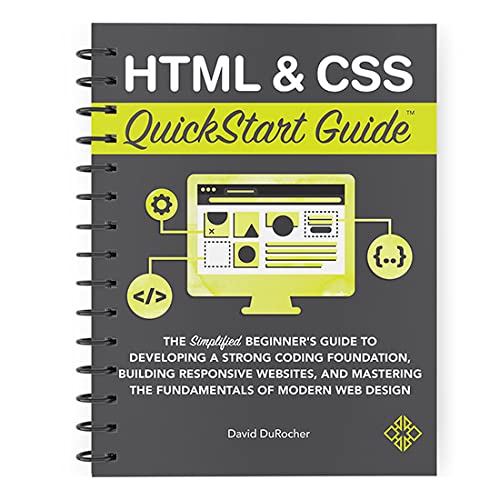 HTML & CSS
QuickStart Guide™
</>
{..}
THE Simplified BEGINNER'S GUIDE TO
DEVELOPING A STRONG CODING FOUNDATION,
BUILDING RESPONSIVE WEBSITES, AND MASTERING
THE FUNDAMENTALS OF MODERN WEB DESIGN
David DuRocher